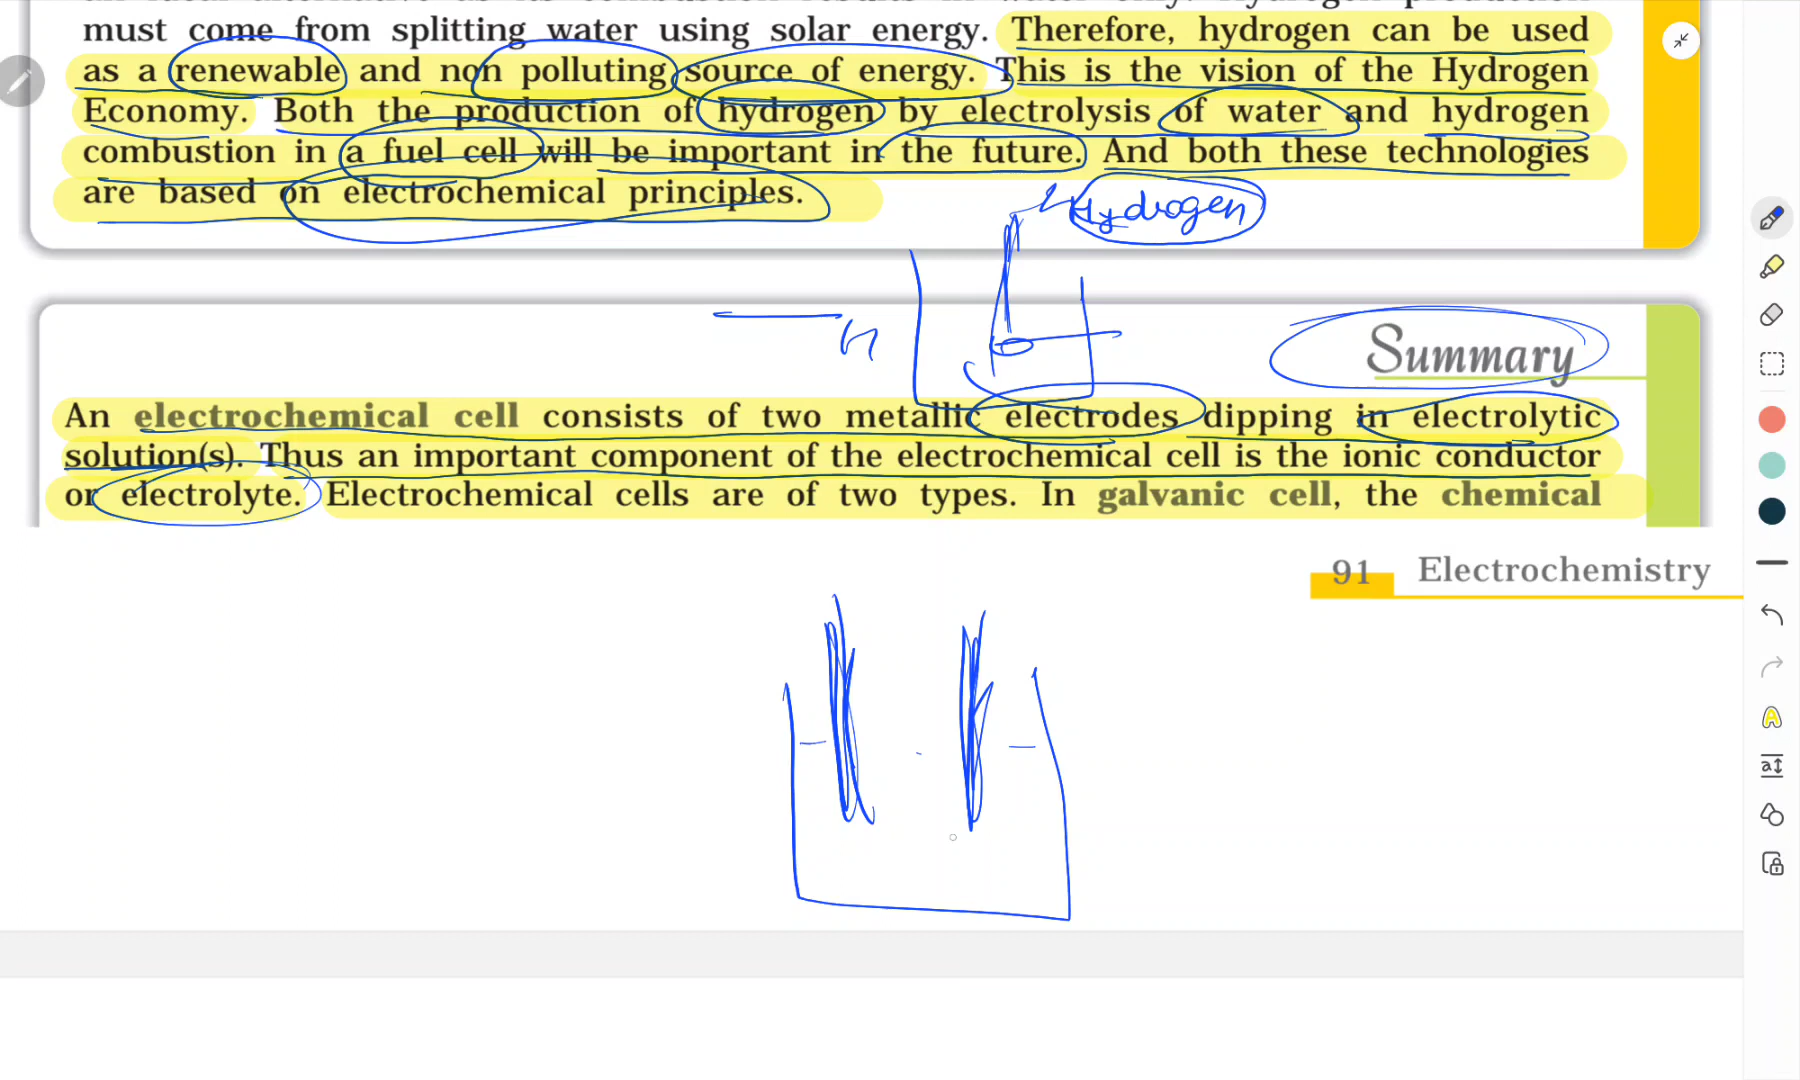 must come from splitting water using solar energy. Therefore, hydrogen can be used
as a renewable and non polluting source of energy. This is the vision of the Hydrogen
Economy. Both the production of hydrogen by electrolysis of water and hydrogen
combustion in a fuel cell will be important in the future. And both these technologies
are based on electrochemical principles.
Hydrogen
Summary
An electrochemical cell consists of two metallic electrodes dipping in electrolytic
solution(s). Thus an important component of the electrochemical cell is the ionic conductor
or electrolyte. Electrochemical cells are of two types. In galvanic cell, the chemical
91 Electrochemistry